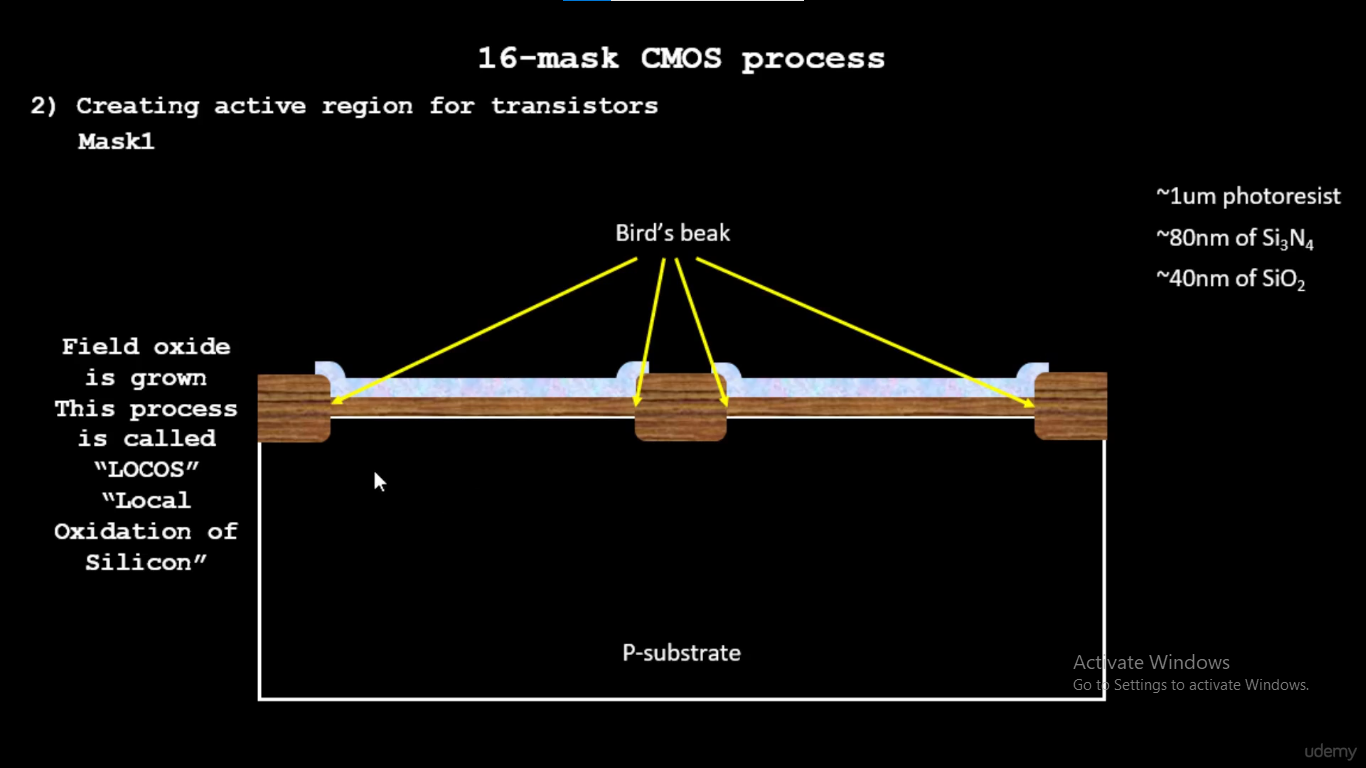 16-mask CMOS process
2) Creating active region for transistors
Mask1
~1um photoresist
~80nm of Si₃N₄
~40nm of SiO₂
Bird’s beak
Field oxide
is grown
This process
is called
“LOCOS”
“Local
Oxidation of
Silicon”
P-substrate
Activate Windows
Go to Settings to activate Windows.
udemy